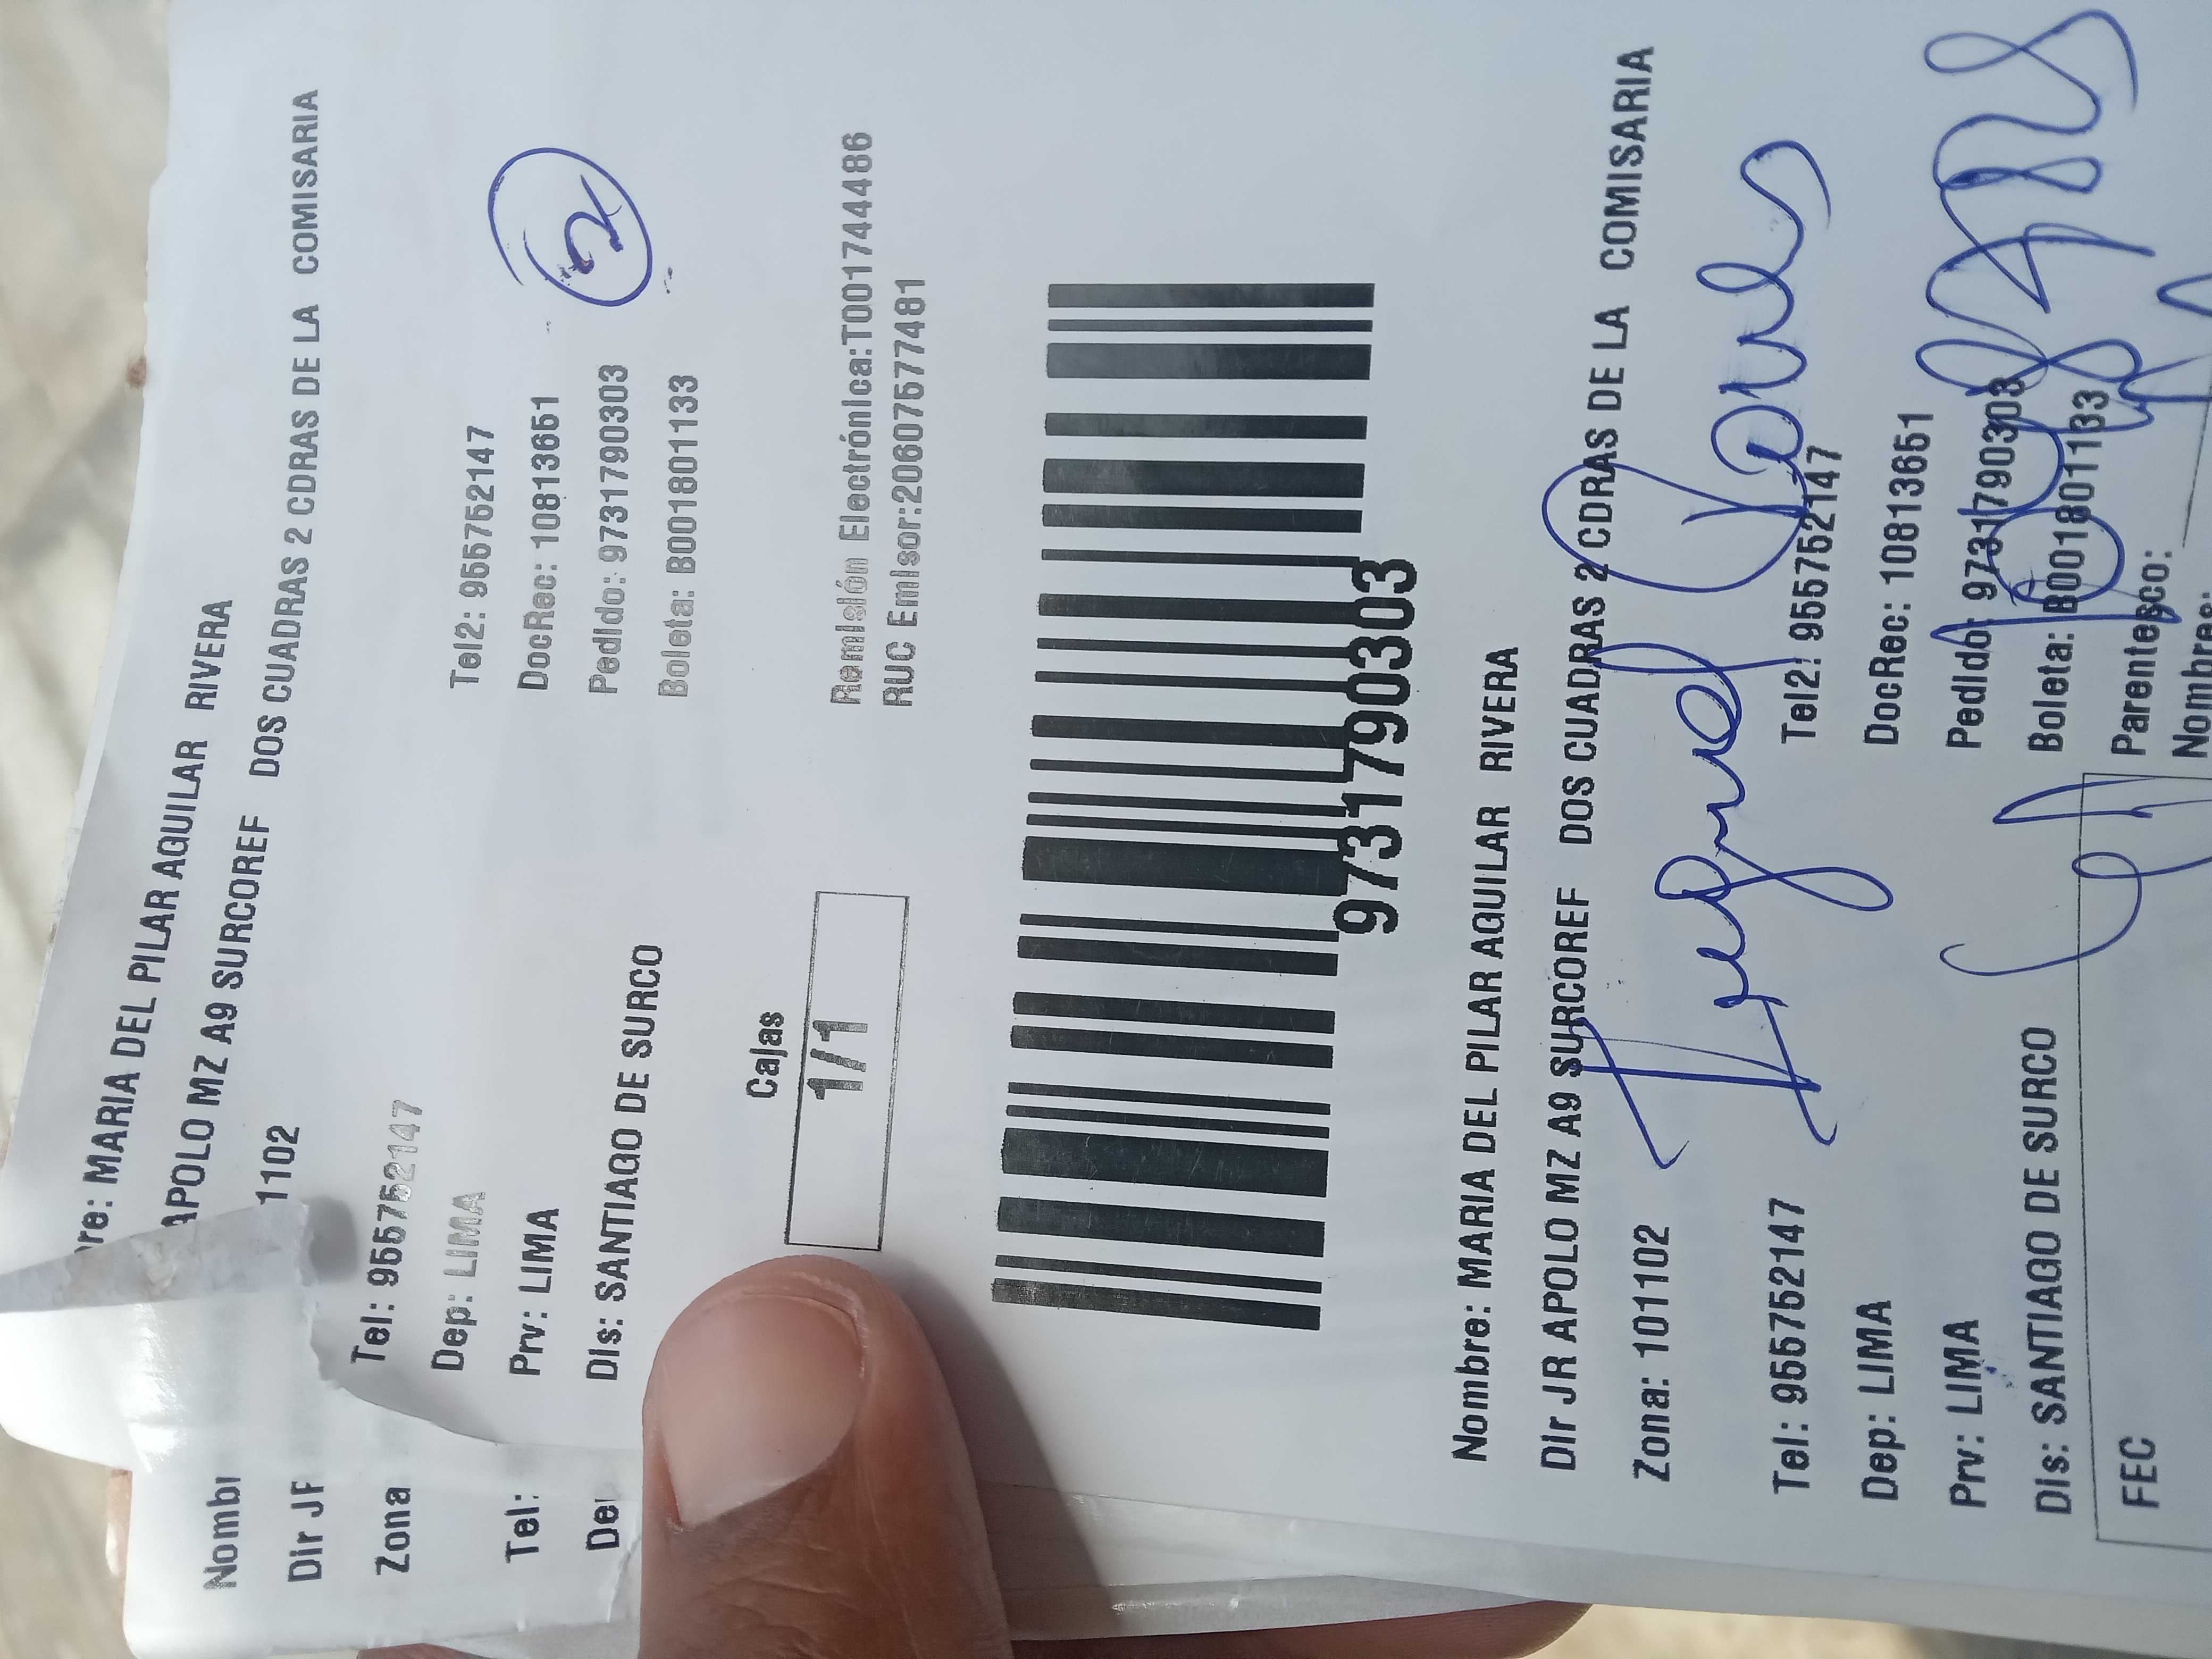 Nombre: MARIA DEL PILAR AGUILAR RIVERA
APOLO MZ A9 SURCOREF DOS CUADRAS 2 CDRAS DE LA COMISARIA
1102
Tel: 955752147 Tel2: 955752147
Dep: LIMA DocRec: 10813651
Prv: LIMA Pedido: 9731790303
Dis: SANTIAGO DE SURCO Boleta: B001801133
Nombr
Dir JR
Zona
Tel:
De
Cajas
1/1
Remisión Electrónica:T001744486
RUC Emisor:20607577481
9731790303
Nombre: MARIA DEL PILAR AGUILAR RIVERA
Dir JR APOLO MZ A9 SURCOREF DOS CUADRAS 2 CDRAS DE LA COMISARIA
Zona: 101102
Tel: 955752147 Tel2: 955752147
Dep: LIMA DocRec: 10813651
Prv: LIMA Pedido: 9731790303
Dis: SANTIAGO DE SURCO Boleta: B001801133
Parentesco:
FEC Nombres: